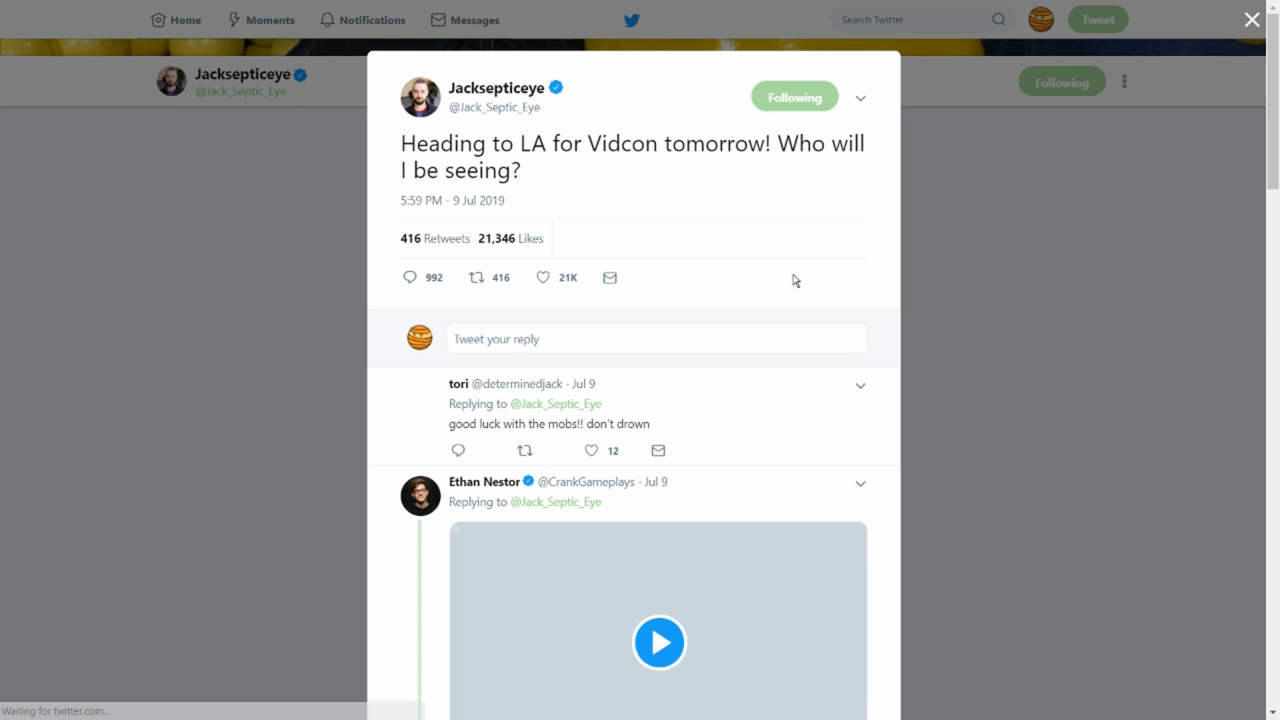 Home Moments Notifications Messages Search Twitter Tweet
Jacksepticeye
@Jack_Septic_Eye
Following
Jacksepticeye
@Jack_Septic_Eye
Following
Heading to LA for Vidcon tomorrow! Who will
I be seeing?
5:59 PM - 9 Jul 2019
416 Retweets 21,346 Likes
992 416 21K
Tweet your reply
tori @determinedjack · Jul 9
Replying to @Jack_Septic_Eye
good luck with the mobs!! don't drown
12
Ethan Nestor @CrankGameplays · Jul 9
Replying to @Jack_Septic_Eye
Waiting for twitter.com...